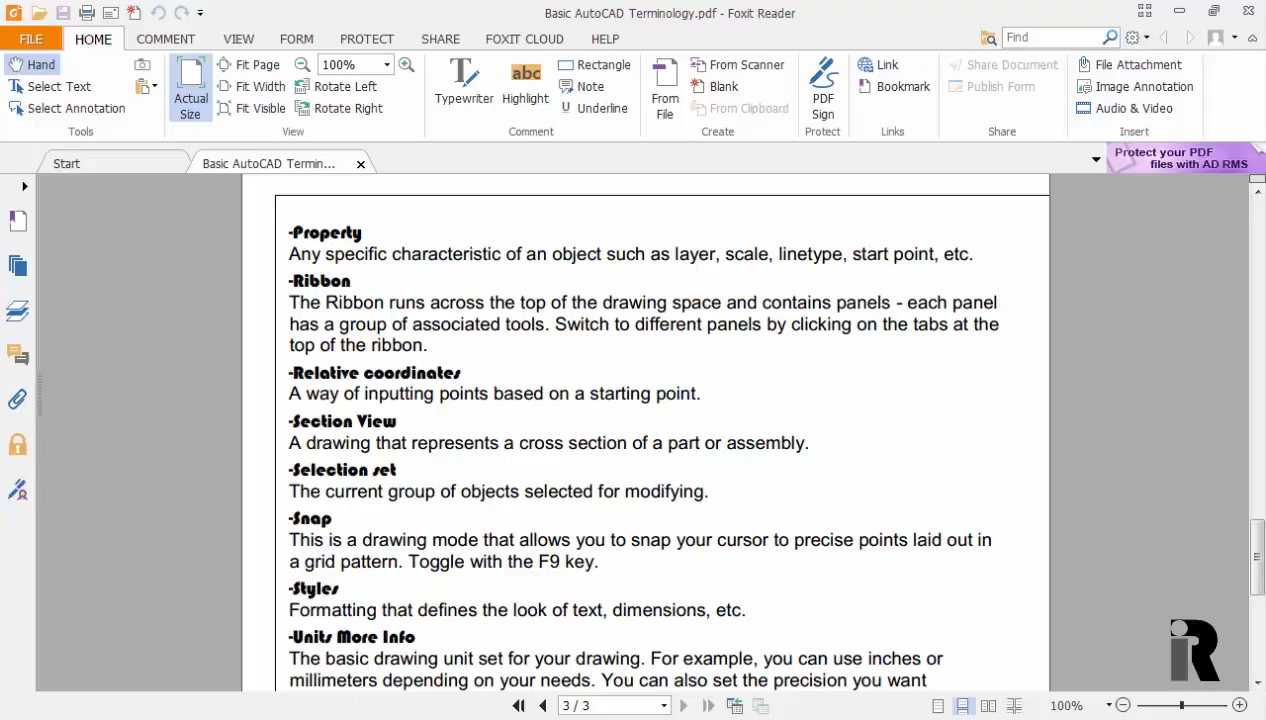 Basic AutoCAD Terminology.pdf - Foxit Reader
FILE HOME COMMENT VIEW FORM PROTECT SHARE FOXIT CLOUD HELP
Find
Hand
Select Text
Select Annotation
Tools
Actual
Size
Fit Page
Fit Width
Fit Visible
100%
Rotate Left
Rotate Right
View
Typewriter
Highlight
Rectangle
Note
Underline
Comment
From
File
From Scanner
Blank
From Clipboard
Create
PDF
Sign
Protect
Link
Bookmark
Links
Share Document
Publish Form
Share
File Attachment
Image Annotation
Audio & Video
Insert
Start
Basic AutoCAD Termin...
Protect your PDF
files with AD RMS
-Property
Any specific characteristic of an object such as layer, scale, linetype, start point, etc.
-Ribbon
The Ribbon runs across the top of the drawing space and contains panels - each panel
has a group of associated tools. Switch to different panels by clicking on the tabs at the
top of the ribbon.
-Relative coordinates
A way of inputting points based on a starting point.
-Section View
A drawing that represents a cross section of a part or assembly.
-Selection set
The current group of objects selected for modifying.
-Snap
This is a drawing mode that allows you to snap your cursor to precise points laid out in
a grid pattern. Toggle with the F9 key.
-Styles
Formatting that defines the look of text, dimensions, etc.
-Units More Info
The basic drawing unit set for your drawing. For example, you can use inches or
millimeters depending on your needs. You can also set the precision you want
iR
3 / 3
100%